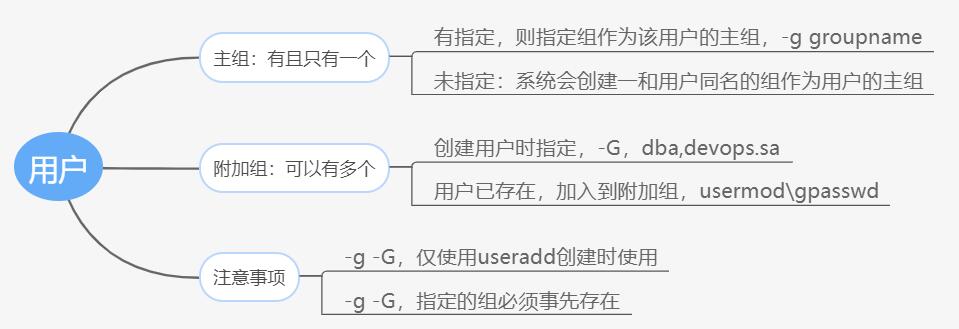 用户
主组：有且只有一个
有指定，则指定组作为该用户的主组，-g groupname
未指定：系统会创建一和用户同名的组作为用户的主组
附加组：可以有多个
创建用户时指定，-G，dba,devops.sa
用户已存在，加入到附加组，usermod\gpasswd
注意事项
-g -G，仅使用useradd创建时使用
-g -G，指定的组必须事先存在